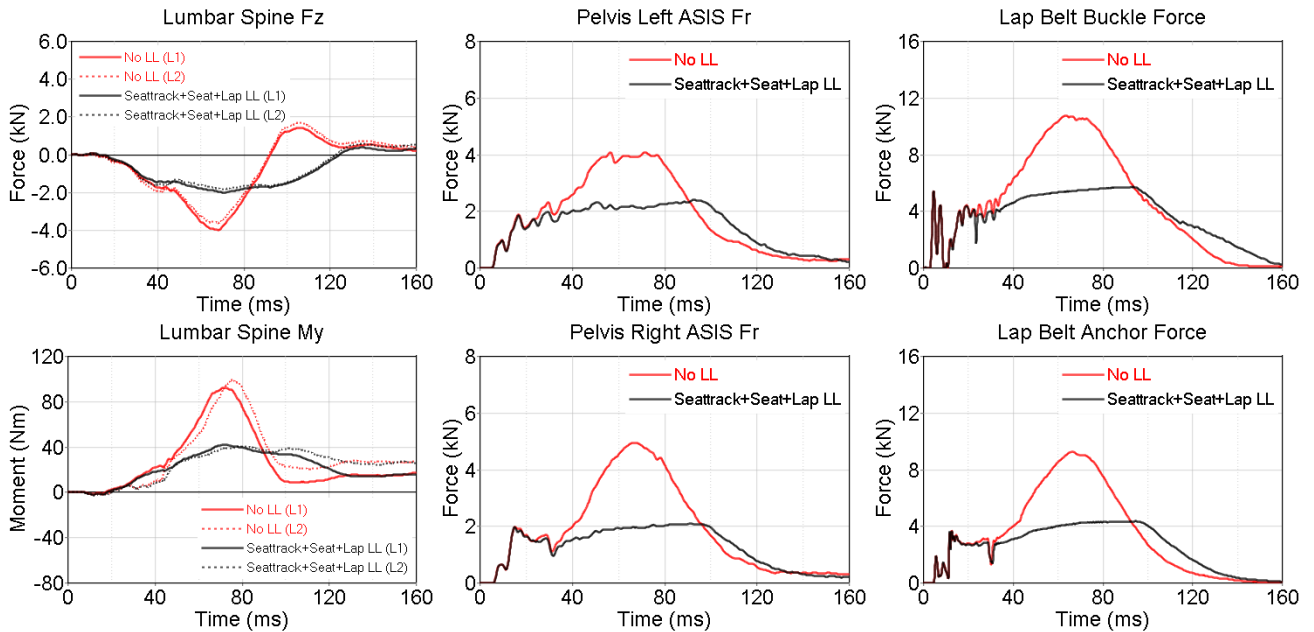 Lumbar Spine Fz
6.0
4.0
2.0
0.0
-2.0
-4.0
-6.0
Force (kN)
No LL (L1)
No LL (L2)
Seattrack+Seat+Lap LL (L1)
Seattrack+Seat+Lap LL (L2)
0 40 80 120 160
Time (ms)
Pelvis Left ASIS Fr
8
6
4
2
0
Force (kN)
No LL
Seattrack+Seat+Lap LL
0 40 80 120 160
Time (ms)
Lap Belt Buckle Force
16
12
8
4
0
Force (kN)
No LL
Seattrack+Seat+Lap LL
0 40 80 120 160
Time (ms)
Lumbar Spine My
120
80
40
0
-40
-80
Moment (Nm)
No LL (L1)
No LL (L2)
Seattrack+Seat+Lap LL (L1)
Seattrack+Seat+Lap LL (L2)
0 40 80 120 160
Time (ms)
Pelvis Right ASIS Fr
8
6
4
2
0
Force (kN)
No LL
Seattrack+Seat+Lap LL
0 40 80 120 160
Time (ms)
Lap Belt Anchor Force
16
12
8
4
0
Force (kN)
No LL
Seattrack+Seat+Lap LL
0 40 80 120 160
Time (ms)